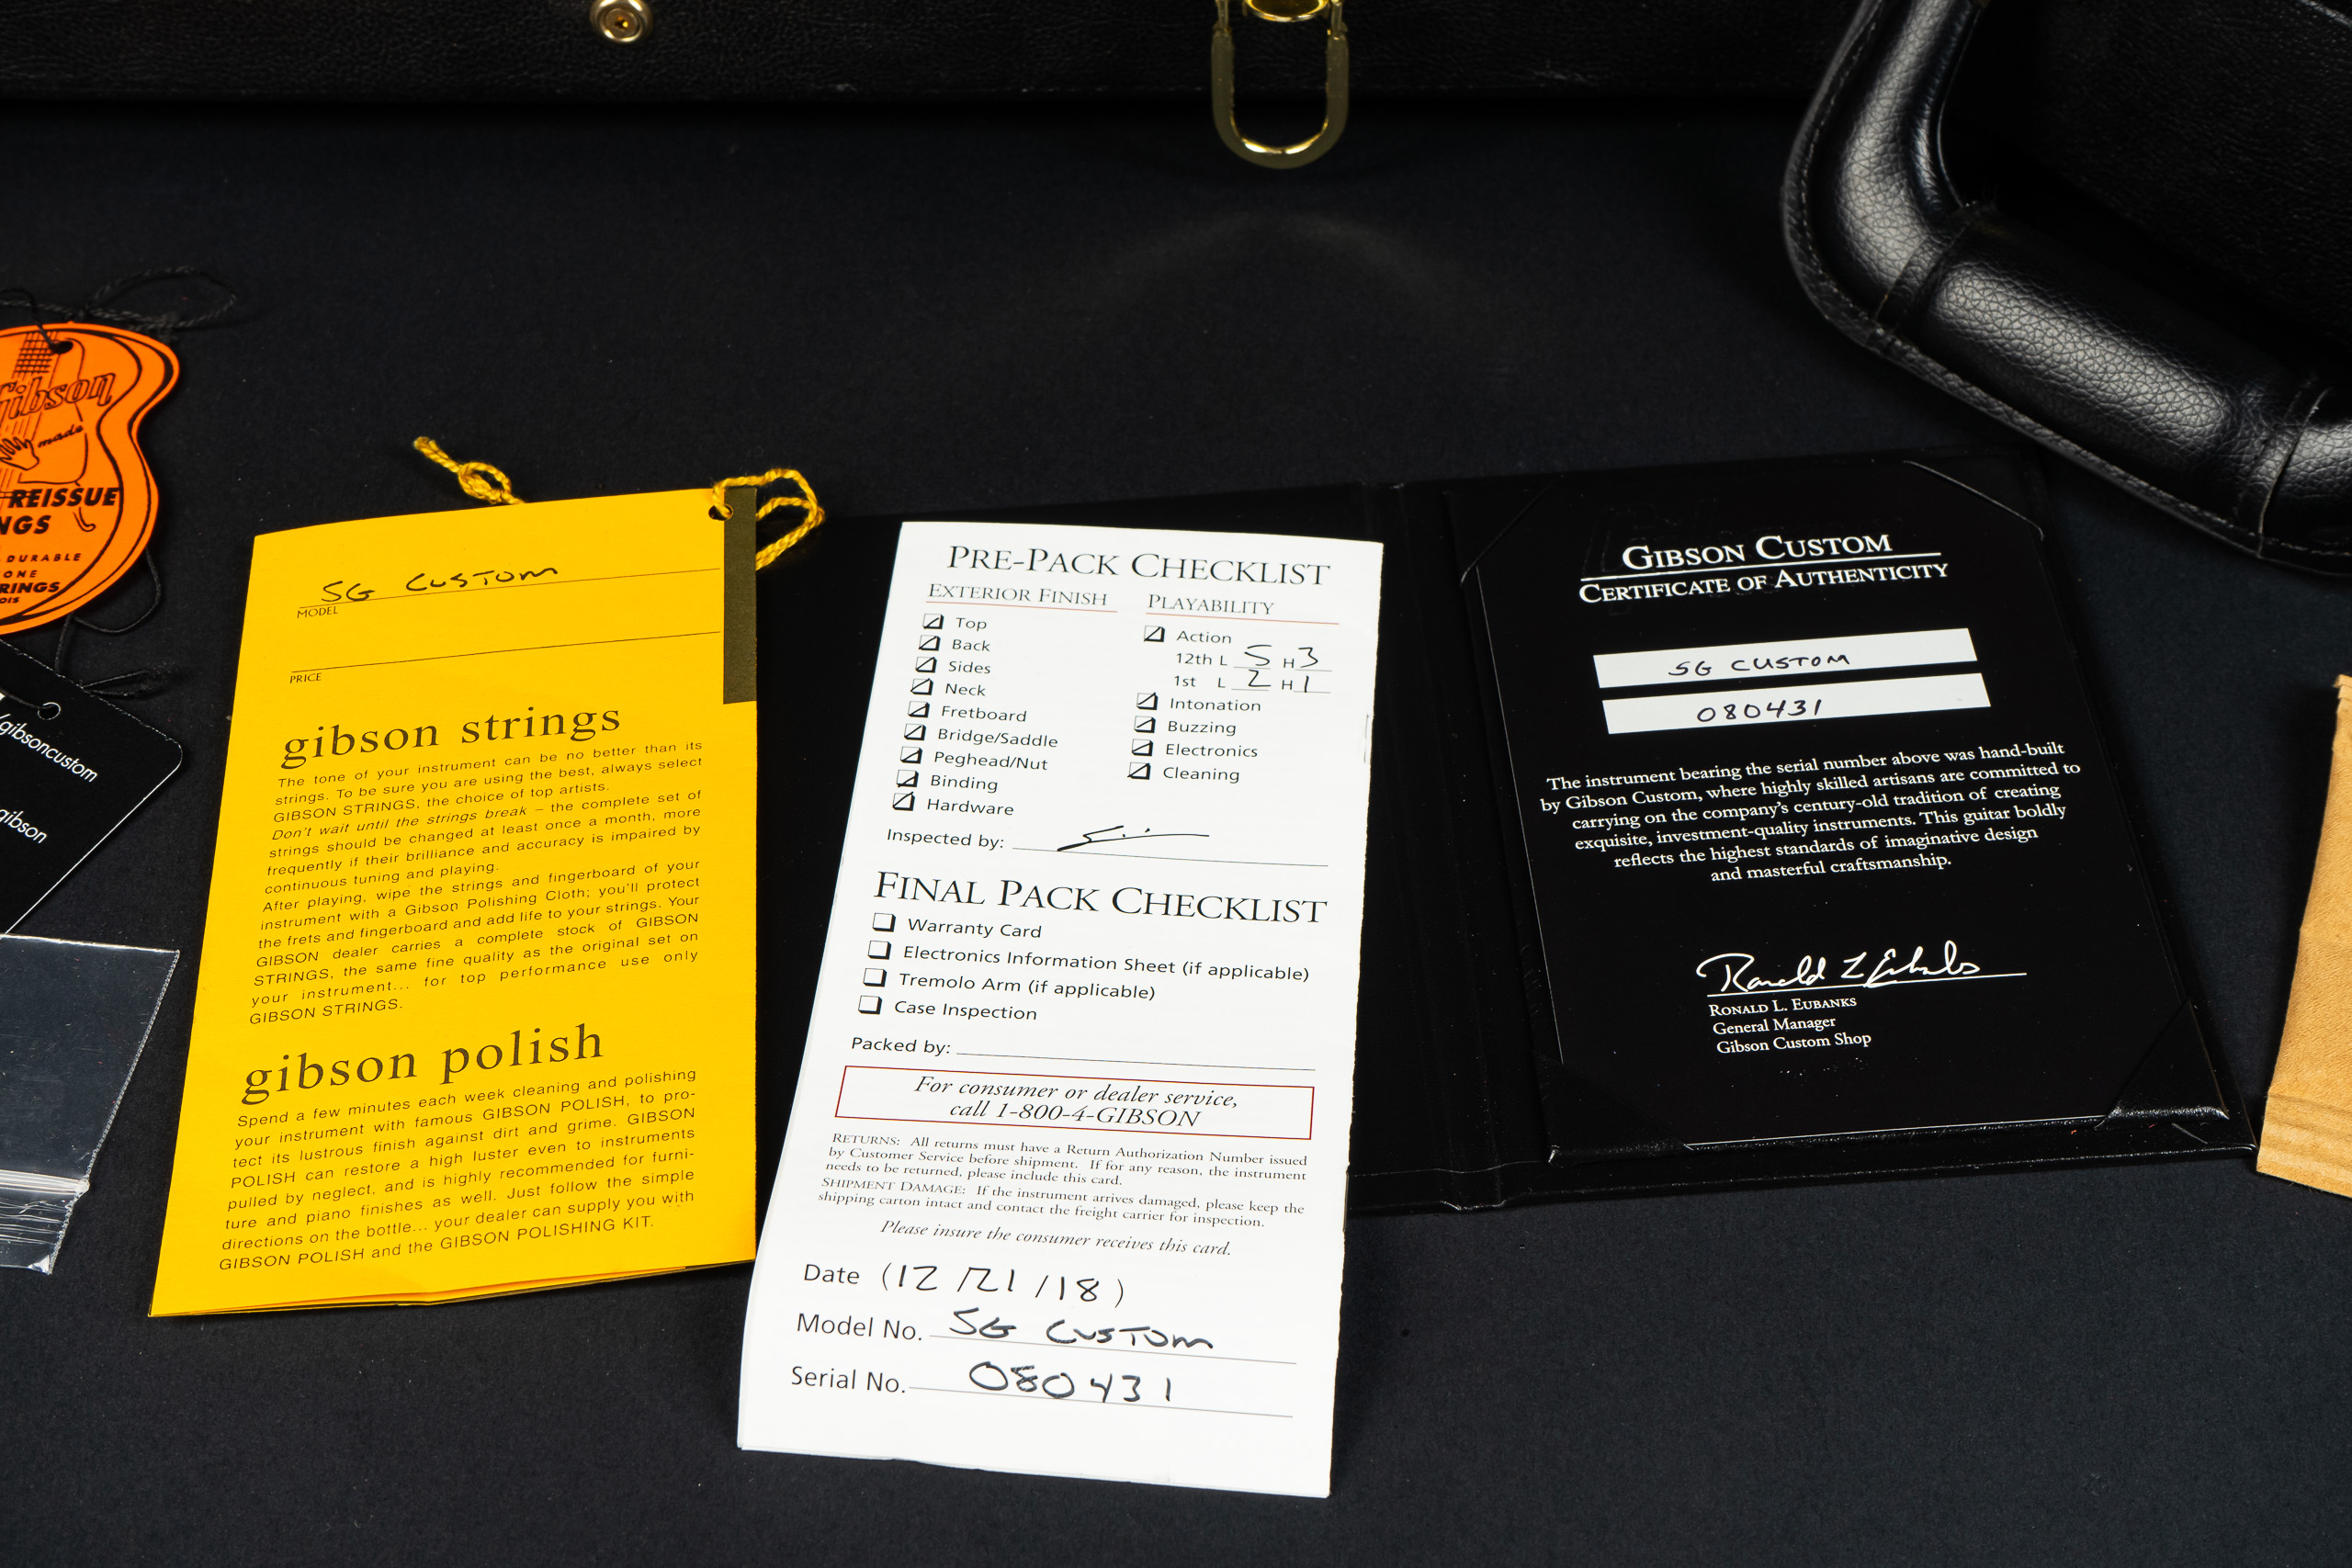 Gibson
made
REISSUE
DURABLE
/gibsoncustom
gibson
SG CUSTOM
MODEL
PRICE
gibson strings
The tone of your instrument can be no better than its
strings. To be sure you are using the best, always select
GIBSON STRINGS, the choice of top artists.
Don't wait until the strings break – the complete set of
strings should be changed at least once a month, more
frequently if their brilliance and accuracy is impaired by
continuous tuning and playing.
After playing, wipe the strings and fingerboard of your
instrument with a Gibson Polishing Cloth; you'll protect
the frets and fingerboard and add life to your strings. Your
GIBSON dealer carries a complete stock of GIBSON
STRINGS, the same fine quality as the original set on
your instrument... for top performance use only
GIBSON STRINGS.
gibson polish
Spend a few minutes each week cleaning and polishing
your instrument with famous GIBSON POLISH, to pro-
tect its lustrous finish against dirt and grime. GIBSON
POLISH can restore a high luster even to instruments
pulled by neglect, and is highly recommended for furni-
ture and piano finishes as well. Just follow the simple
directions on the bottle... your dealer can supply you with
GIBSON POLISH and the GIBSON POLISHING KIT.
PRE-PACK CHECKLIST
EXTERIOR FINISH
Top
Back
Sides
Neck
Fretboard
Bridge/Saddle
Peghead/Nut
Binding
Hardware
PLAYABILITY
Action
12th L 5 H 3
1st L 2 H 1
Intonation
Buzzing
Electronics
Cleaning
Inspected by:
FINAL PACK CHECKLIST
Warranty Card
Electronics Information Sheet (if applicable)
Tremolo Arm (if applicable)
Case Inspection
Packed by:
For consumer or dealer service,
call 1-800-4-GIBSON
RETURNS: All returns must have a Return Authorization Number issued
by Customer Service before shipment. If for any reason, the instrument
needs to be returned, please include this card.
SHIPMENT DAMAGE: If the instrument arrives damaged, please keep the
shipping carton intact and contact the freight carrier for inspection.
Please insure the consumer receives this card.
Date (12/21/18)
Model No. SG CUSTOM
Serial No. 080431
GIBSON CUSTOM
CERTIFICATE OF AUTHENTICITY
SG CUSTOM
080431
The instrument bearing the serial number above was hand-built
by Gibson Custom, where highly skilled artisans are committed to
carrying on the company's century-old tradition of creating
exquisite, investment-quality instruments. This guitar boldly
reflects the highest standards of imaginative design
and masterful craftsmanship.
Ronald L Eubanks
RONALD L. EUBANKS
General Manager
Gibson Custom Shop